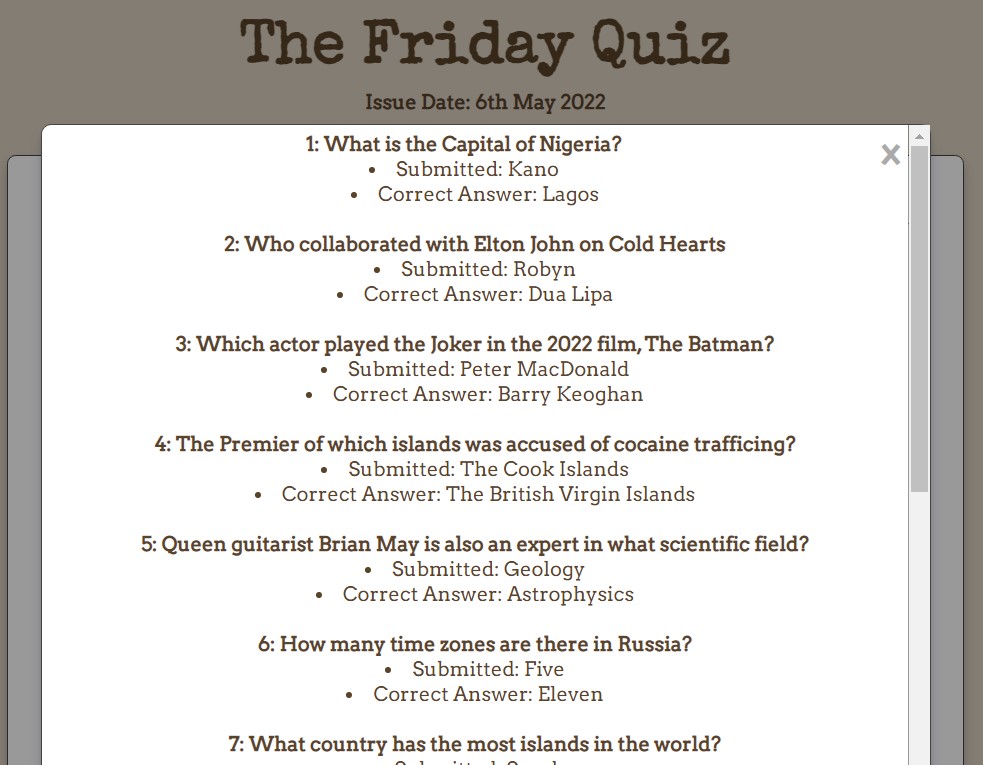 The Friday Quiz
Issue Date: 6th May 2022
X
1: What is the Capital of Nigeria?
• Submitted: Kano
• Correct Answer: Lagos
2: Who collaborated with Elton John on Cold Hearts
• Submitted: Robyn
• Correct Answer: Dua Lipa
3: Which actor played the Joker in the 2022 film, The Batman?
• Submitted: Peter MacDonald
• Correct Answer: Barry Keoghan
4: The Premier of which islands was accused of cocaine trafficing?
• Submitted: The Cook Islands
• Correct Answer: The British Virgin Islands
5: Queen guitarist Brian May is also an expert in what scientific field?
• Submitted: Geology
• Correct Answer: Astrophysics
6: How many time zones are there in Russia?
• Submitted: Five
• Correct Answer: Eleven
7: What country has the most islands in the world?